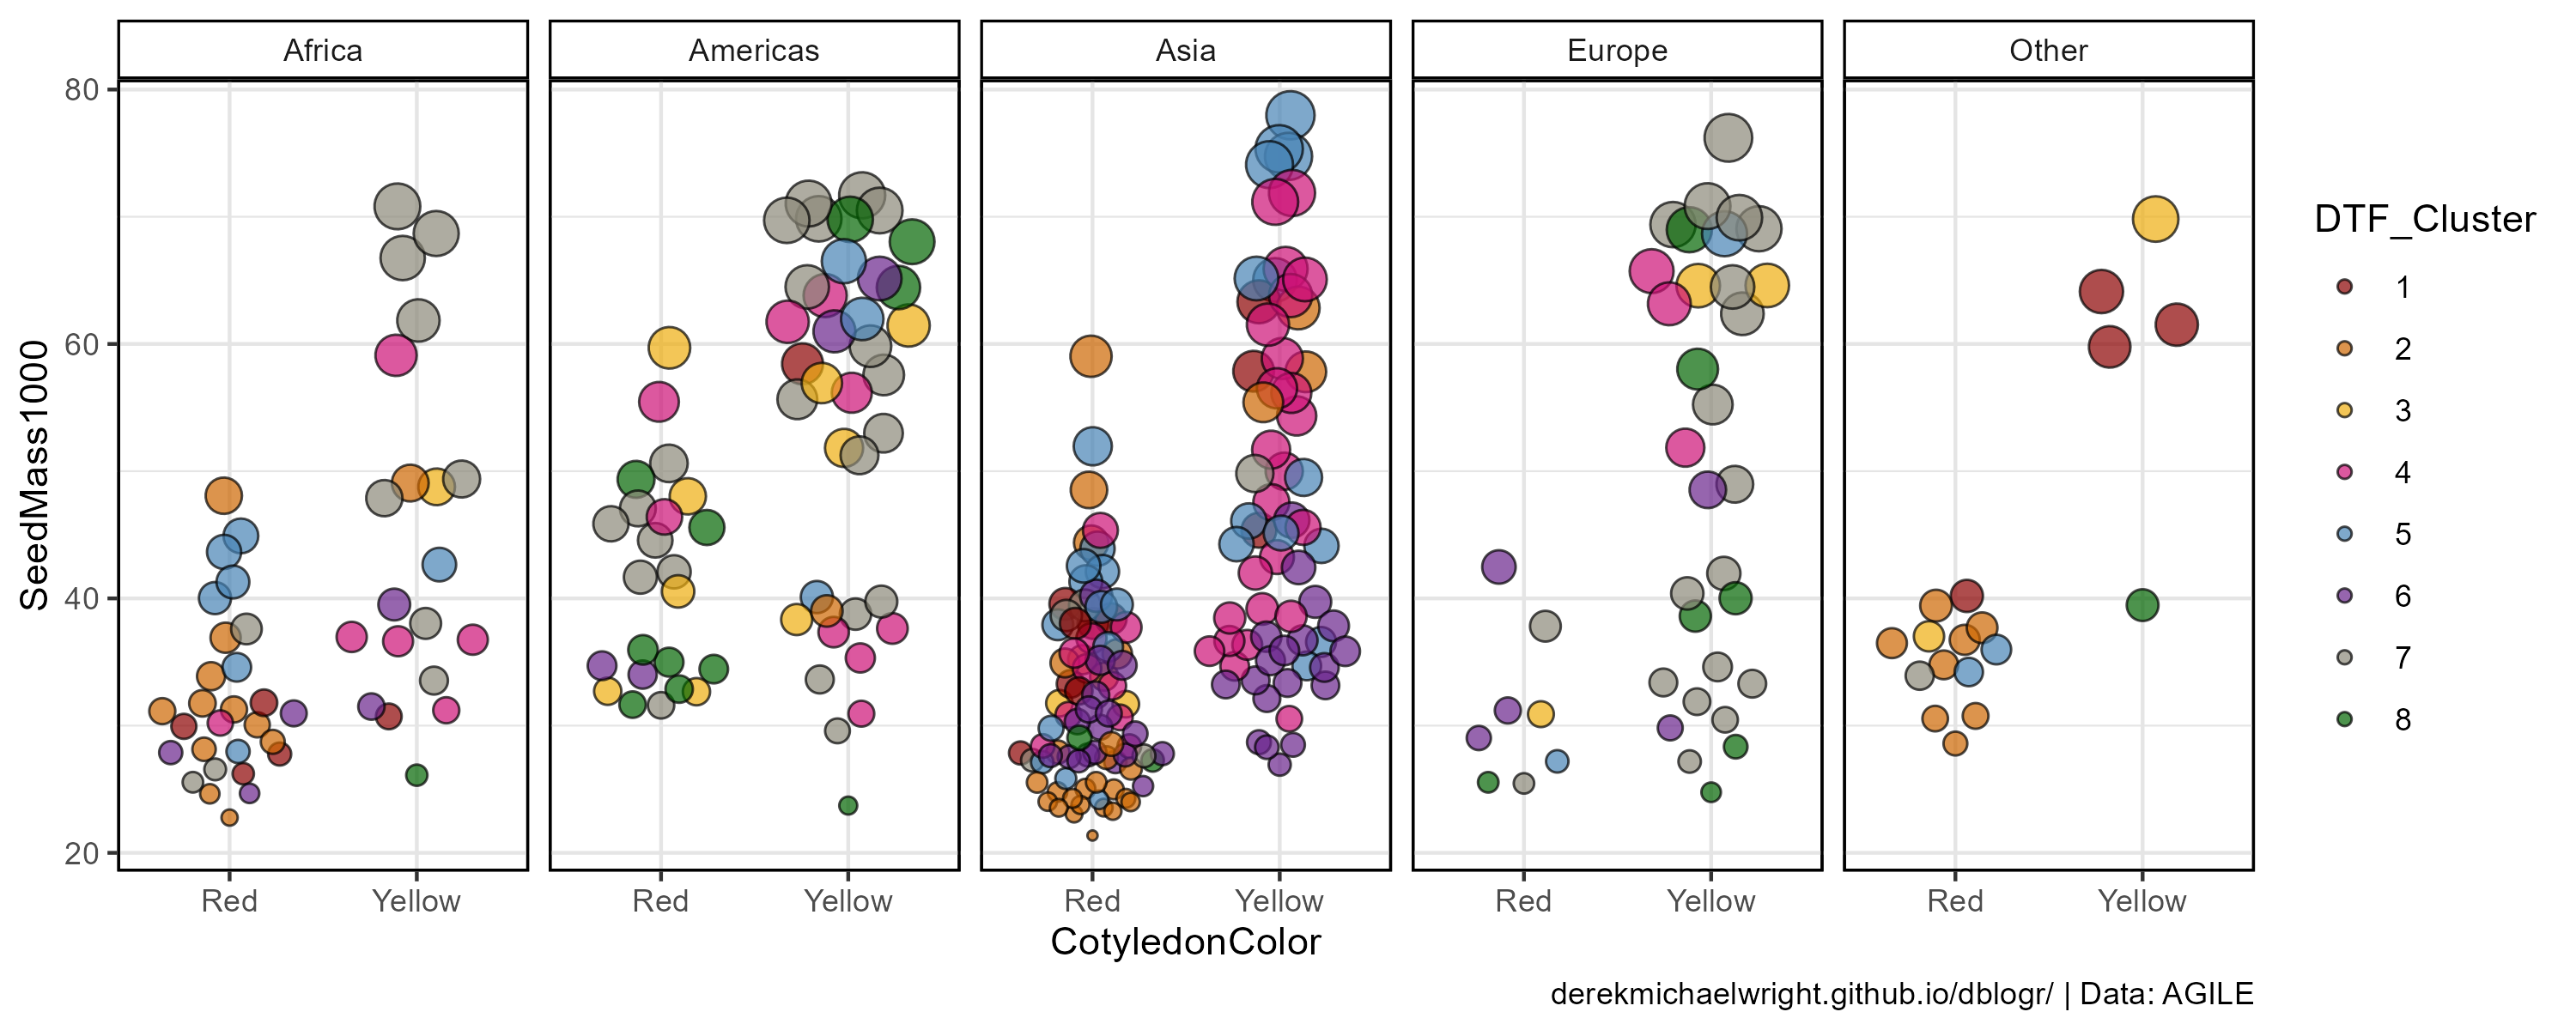 Africa Americas Asia Europe Other
80
60
40
20
SeedMass1000
Red Yellow Red Yellow Red Yellow Red Yellow Red Yellow
CotyledonColor
DTF_Cluster
1
2
3
4
5
6
7
8
derekmichaelwright.github.io/dblogr/ | Data: AGILE